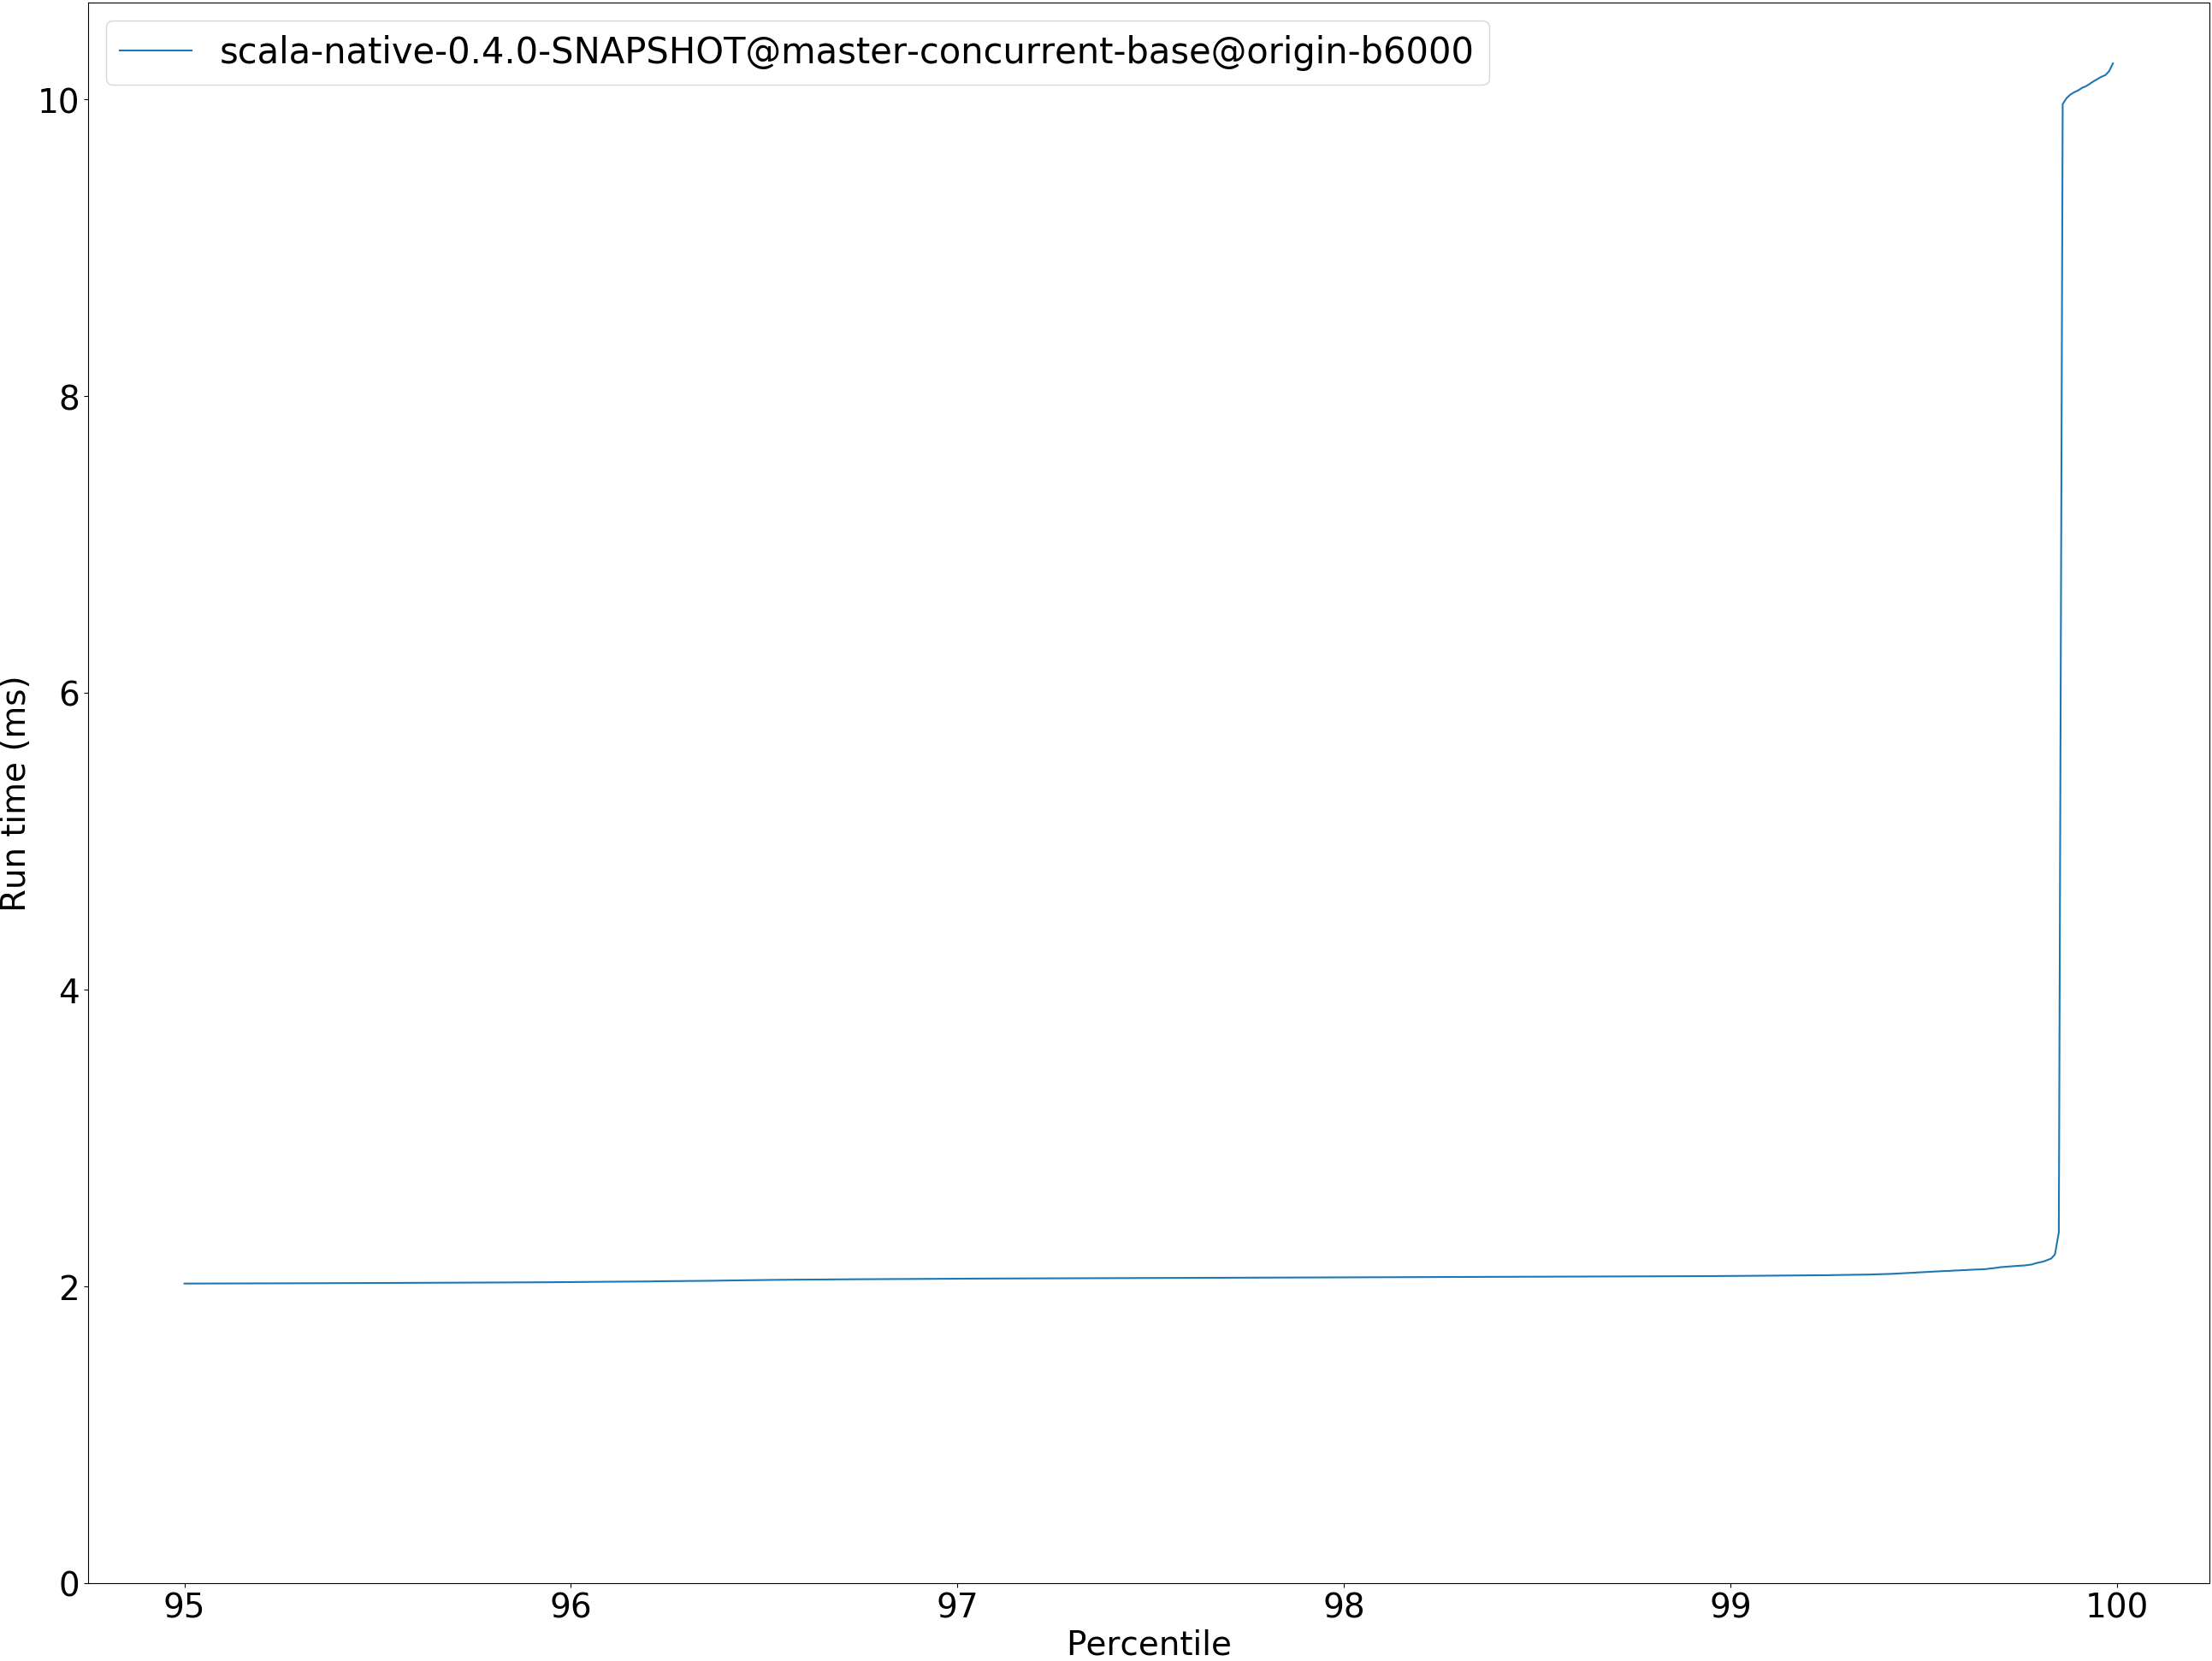 scala-native-0.4.0-SNAPSHOT@master-concurrent-base@origin-b6000
10
8
6
4
2
0
Run time (ms)
95 96 97 98 99 100
Percentile